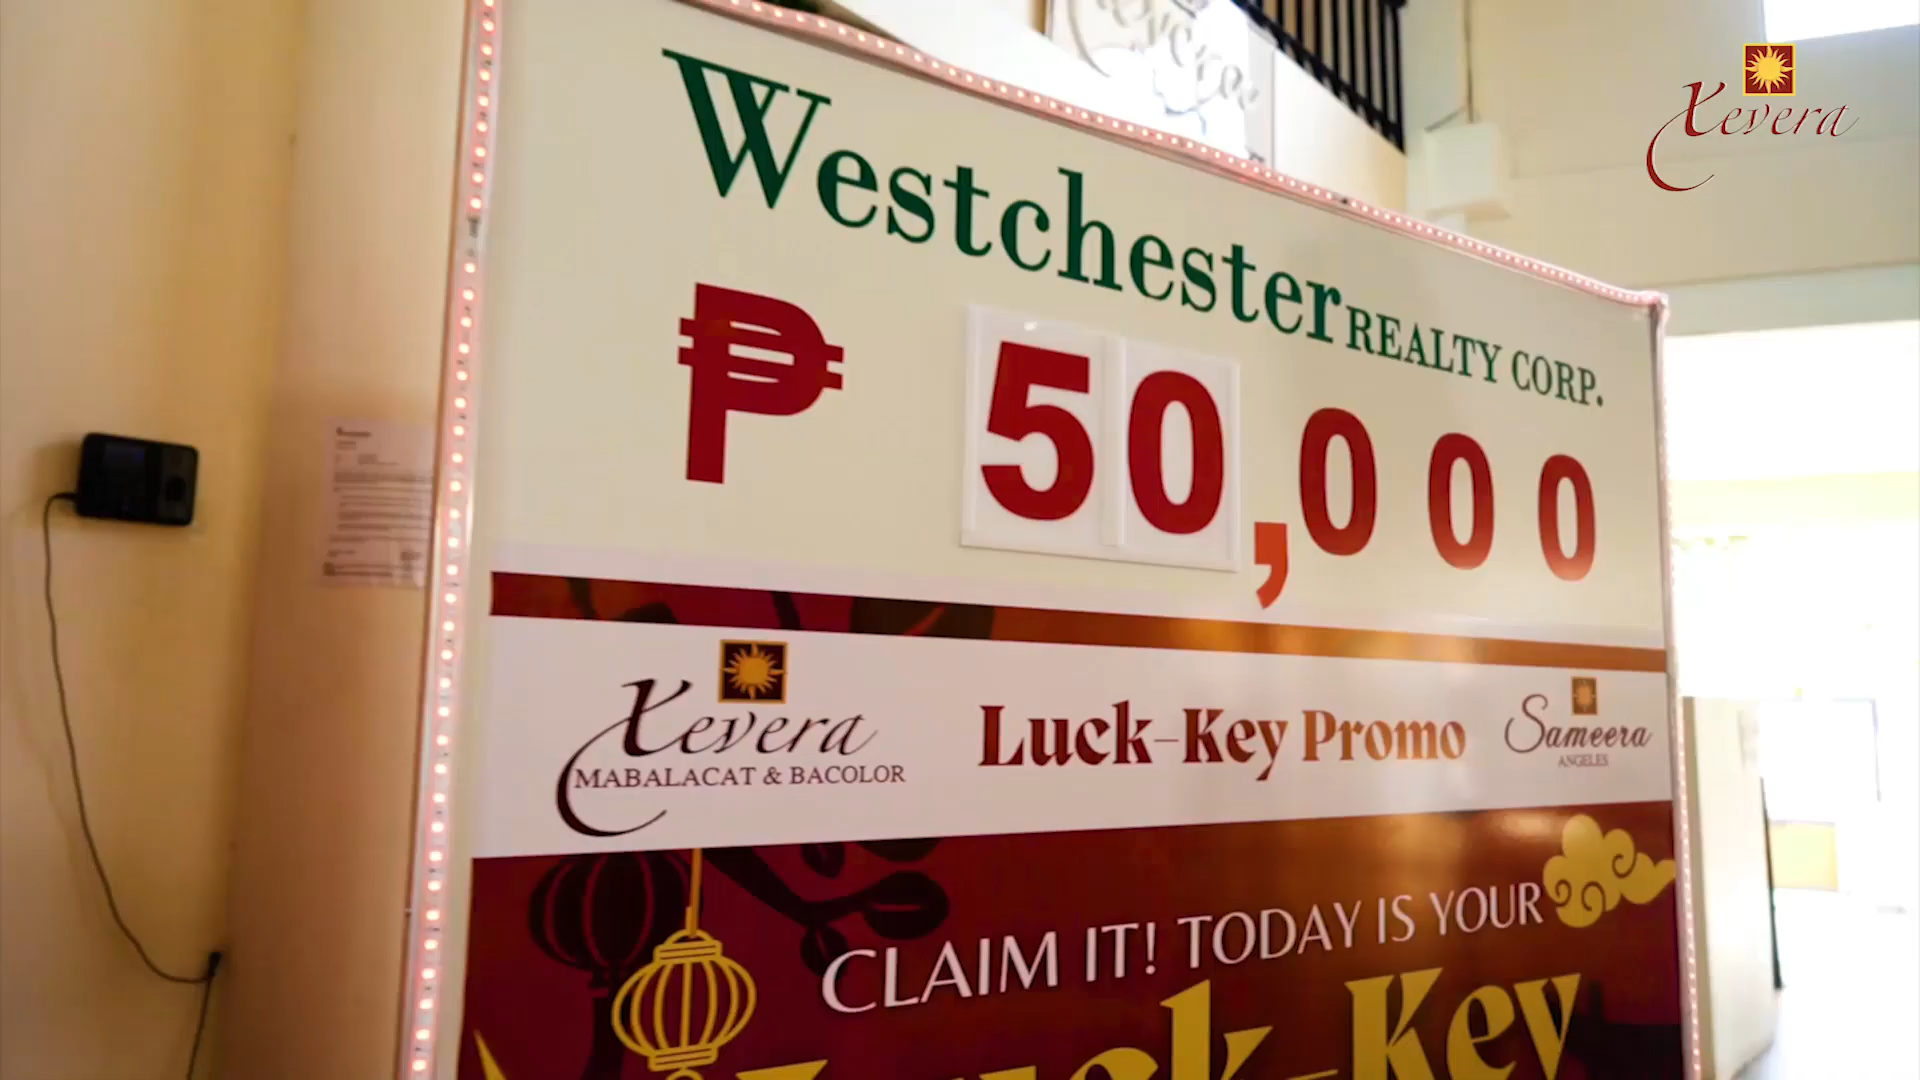 Xevera
Westchester REALTY CORP.
₱ 50,000
Xevera
MABALACAT & BACOLOR
Luck-Key Promo
Sameera
ANGELES
CLAIM IT! TODAY IS YOUR
Luck-Key